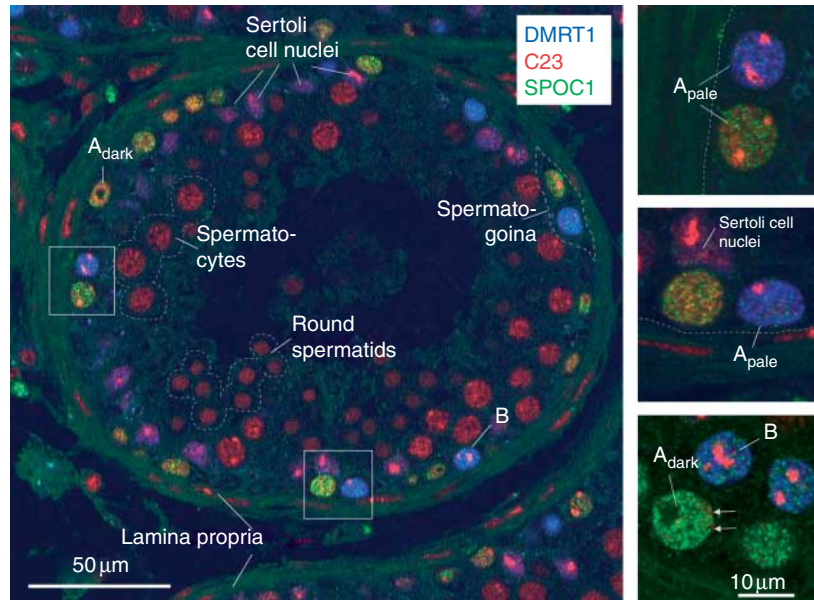 Sertoli
cell nuclei
DMRT1
C23
SPOC1
A dark
Spermato-
cytes
Spermato-
goina
Round
spermatids
B
Lamina propria
50 µm
A pale
Sertoli cell
nuclei
A pale
B
A dark
10 µm